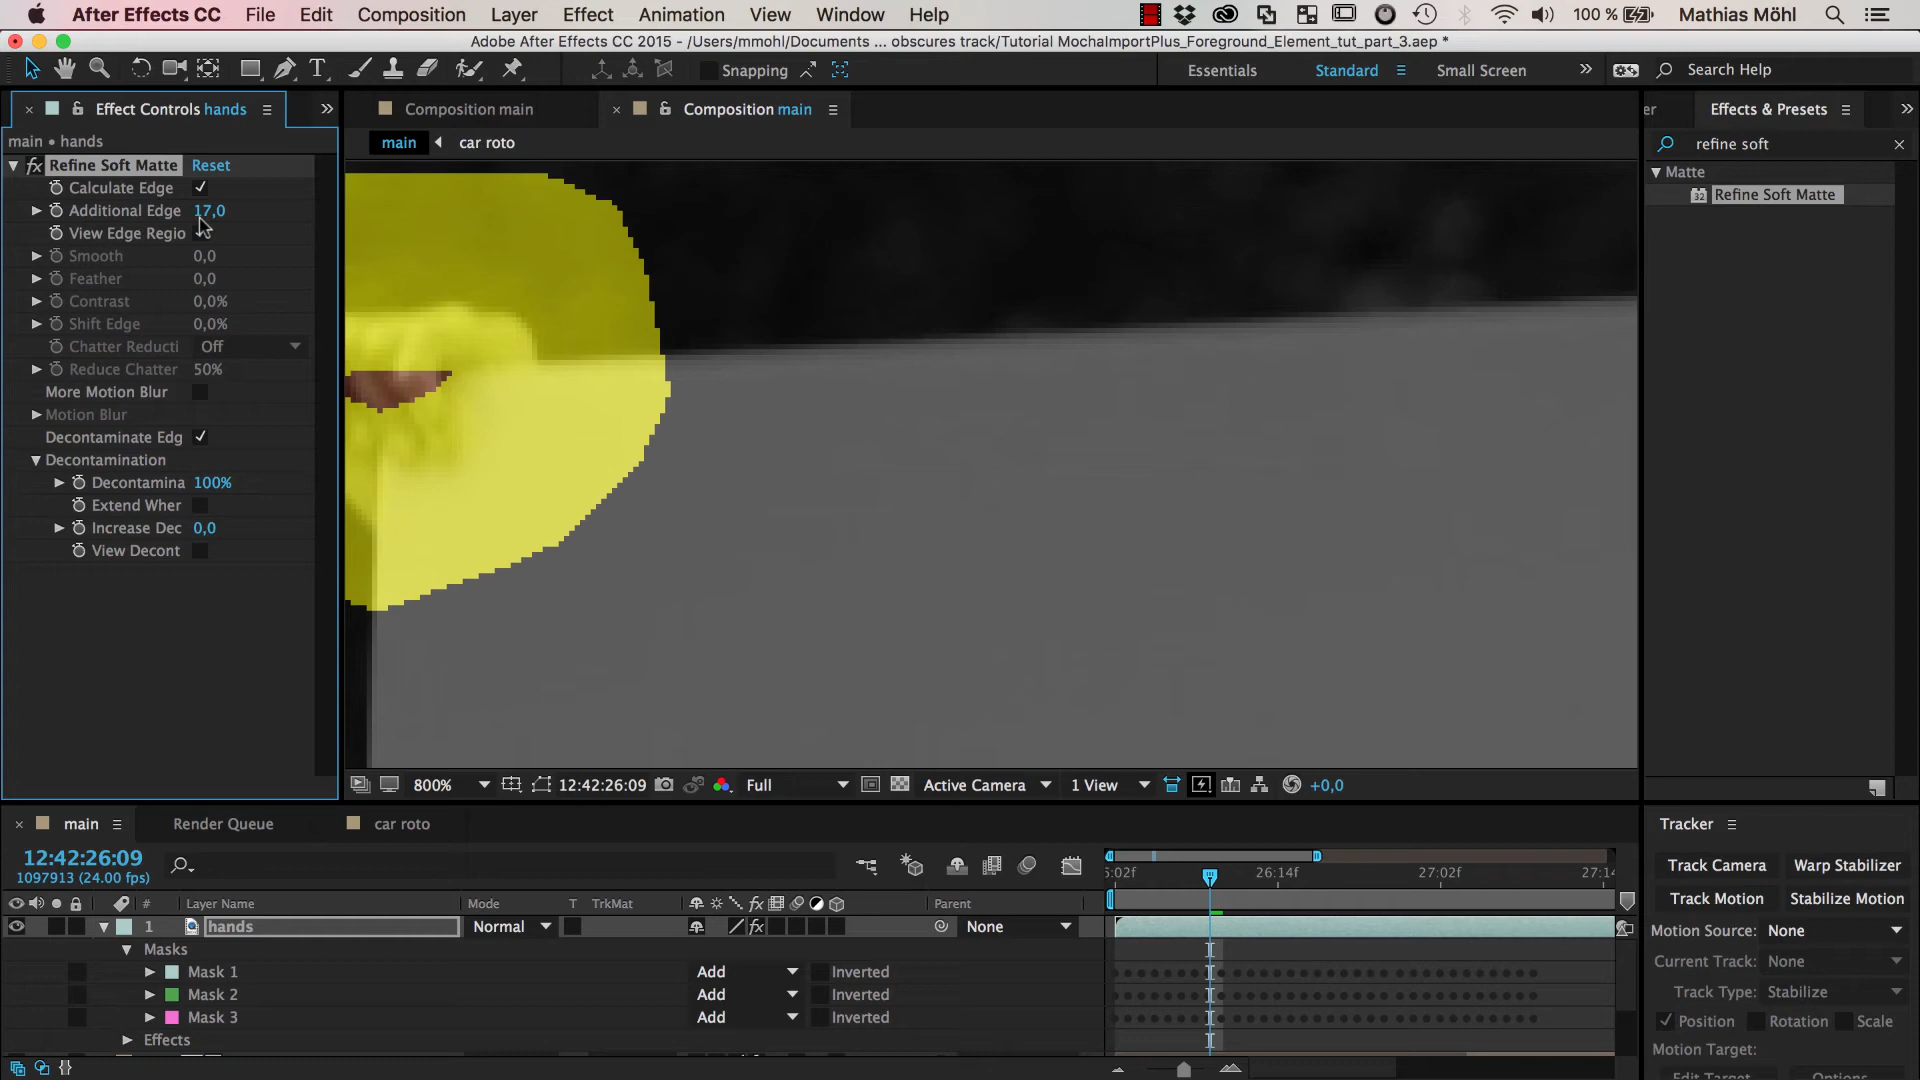 After Effects CC File Edit Composition Layer Effect Animation View Window Help 100 % Mathias Möhl
Adobe After Effects CC 2015 - /Users/mmohl/Documents ... obscures track/Tutorial MochaImportPlus_Foreground_Element_tut_part_3.aep *
Snapping Essentials Standard Small Screen Search Help
Effect Controls hands
Composition main
Composition main
Effects & Presets
main • hands
main car roto
refine soft
fx Refine Soft Matte Reset
Matte
32 Refine Soft Matte
Calculate Edge
Additional Edge 17,0
View Edge Regio
Smooth 0,0
Feather 0,0
Contrast 0,0%
Shift Edge 0,0%
Chatter Reducti Off
Reduce Chatter 50%
More Motion Blur
Motion Blur
Decontaminate Edg
Decontamination
Decontamina 100%
Extend Wher
Increase Dec 0,0
View Decont
800% 12:42:26:09 Full Active Camera 1 View +0,0
main Render Queue car roto
12:42:26:09
1097913 (24.00 fps)
26:14f 27:02f
# Layer Name Mode T TrkMat fx Parent
1 hands Normal fx None
Masks
Mask 1 Add Inverted
Mask 2 Add Inverted
Mask 3 Add Inverted
Effects
Tracker
Track Camera Warp Stabilizer
Track Motion Stabilize Motion
Motion Source: None
Current Track: None
Track Type: Stabilize
Position Rotation Scale
Motion Target: